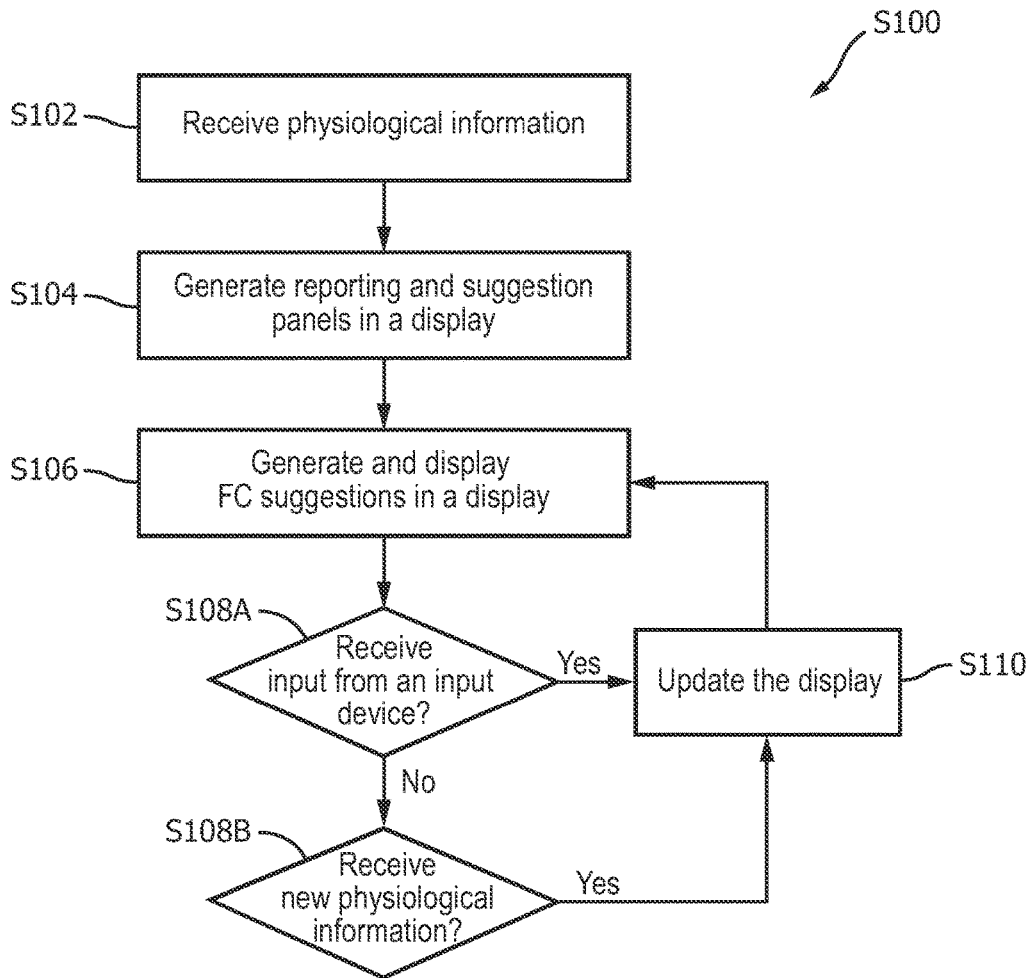 S100
S102
Receive physiological information
S104
Generate reporting and suggestion
panels in a display
S106
Generate and display
FC suggestions in a display
S108A
Receive
input from an input
device?
Yes
Update the display
S110
No
S108B
Receive
new physiological
information?
Yes